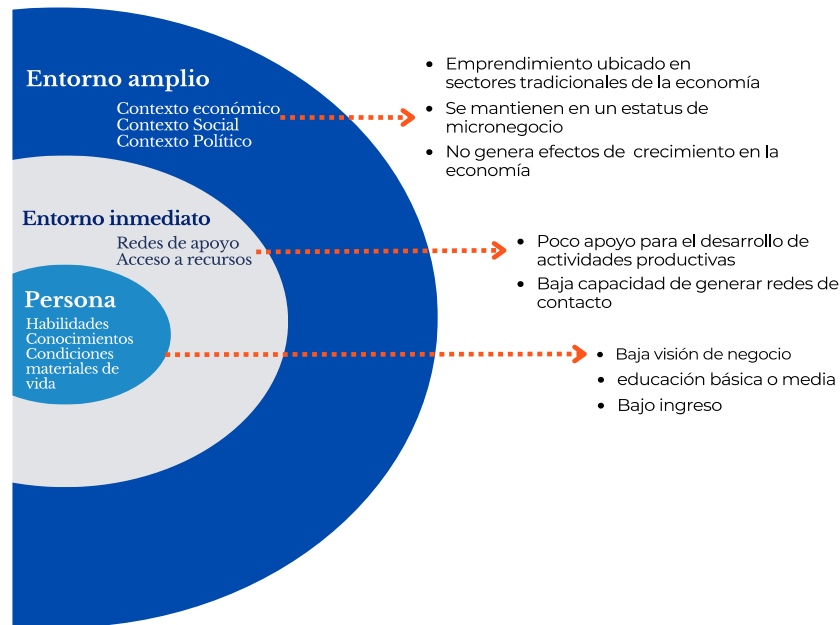 Entorno amplio
Contexto económico
Contexto Social
Contexto Político
• Emprendimiento ubicado en
sectores tradicionales de la economía
• Se mantienen en un estatus de
micronegocio
• No genera efectos de crecimiento en la
economía
Entorno inmediato
Redes de apoyo
Acceso a recursos
• Poco apoyo para el desarrollo de
actividades productivas
• Baja capacidad de generar redes de
contacto
Persona
Habilidades
Conocimientos
Condiciones
materiales de
vida
• Baja visión de negocio
• educación básica o media
• Bajo ingreso